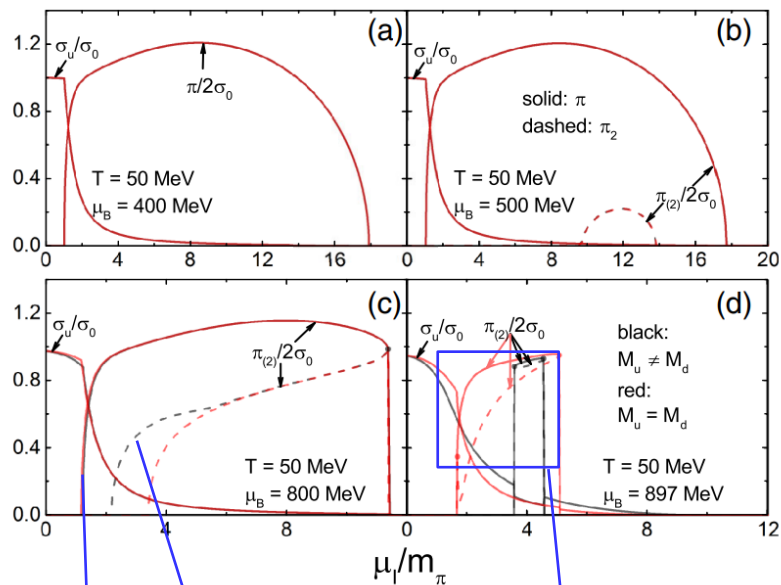 (a)
σu/σ0
π/2σ0
T = 50 MeV
μB = 400 MeV
1.2
0.8
0.4
0.0
4 8 12 16
(b)
σu/σ0
solid: π
dashed: π2
T = 50 MeV
μB = 500 MeV
π(2)/2σ0
0 4 8 12 16 20
(c)
σu/σ0
π(2)/2σ0
T = 50 MeV
μB = 800 MeV
1.2
0.8
0.4
0.0
0 4 8
(d)
σu/σ0
π(2)/2σ0
black:
Mu ≠ Md
red:
Mu = Md
T = 50 MeV
μB = 897 MeV
0 4 8 12
μI/mπ